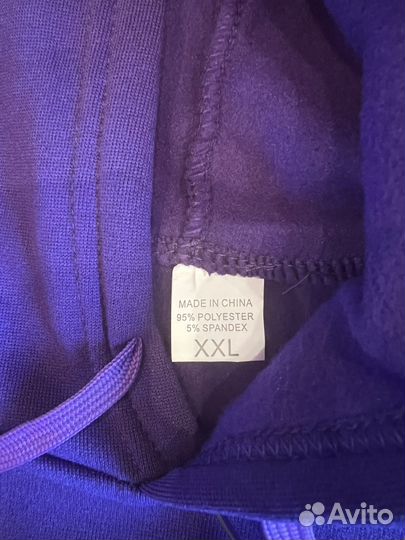 MADE IN CHINA
95% POLYESTER
5% SPANDEX
XXL
Avito